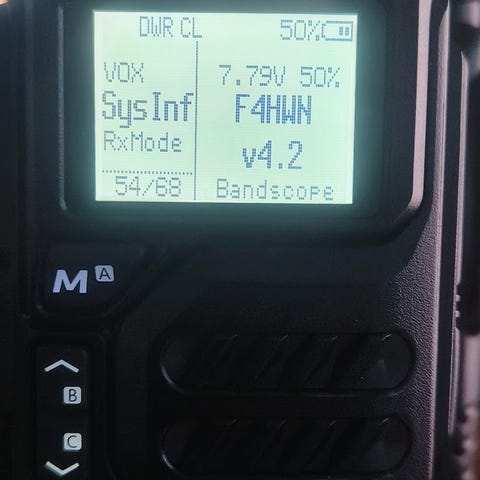 DWR CL 50%
VOX 7.79V 50%
SysInf F4HWN
RxMode v4.2
54/68 Bandscope
M A
B
C